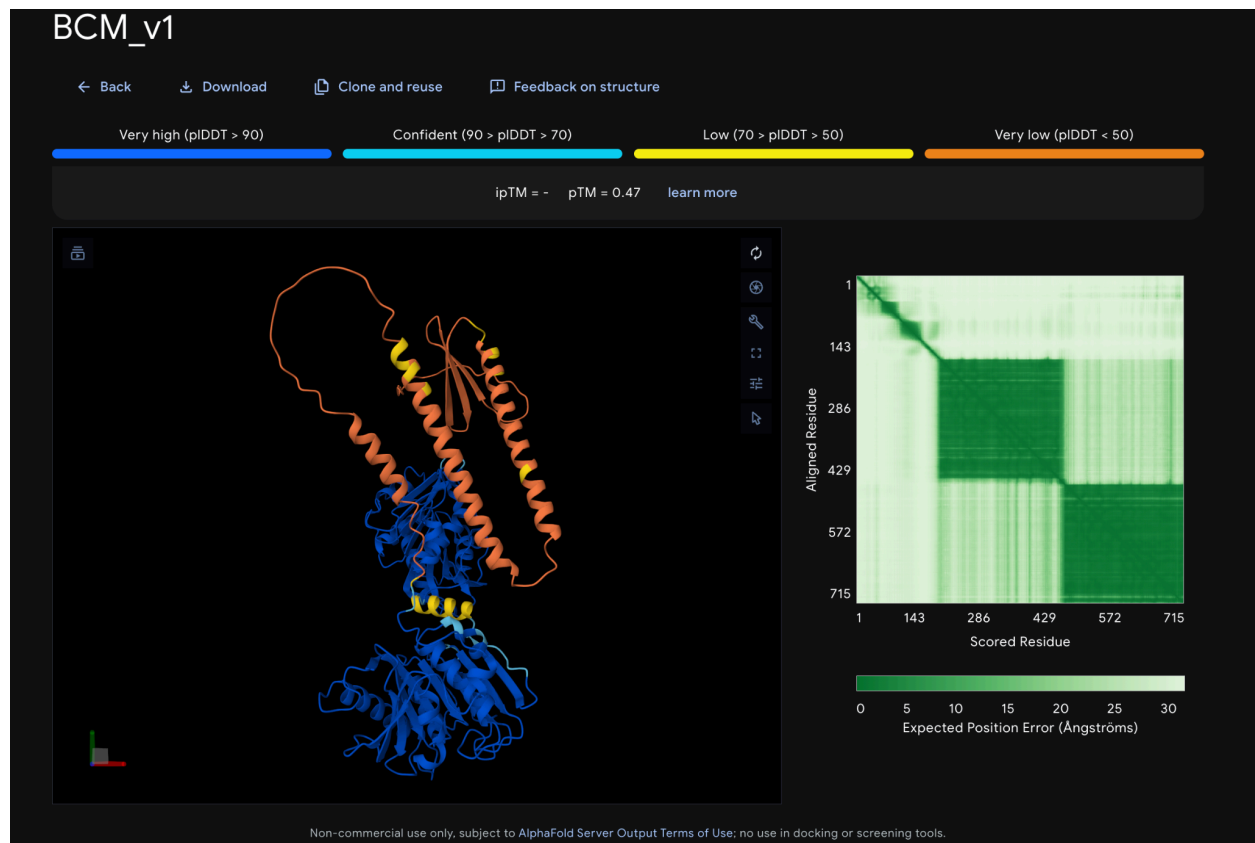 BCM_v1
Back Download Clone and reuse Feedback on structure
Very high (plDDT > 90) Confident (90 > plDDT > 70) Low (70 > plDDT > 50) Very low (plDDT < 50)
ipTM = - pTM = 0.47 learn more
1
143
286
429
572
715
Aligned Residue
1 143 286 429 572 715
Scored Residue
0 5 10 15 20 25 30
Expected Position Error (Ångströms)
Non-commercial use only, subject to AlphaFold Server Output Terms of Use; no use in docking or screening tools.